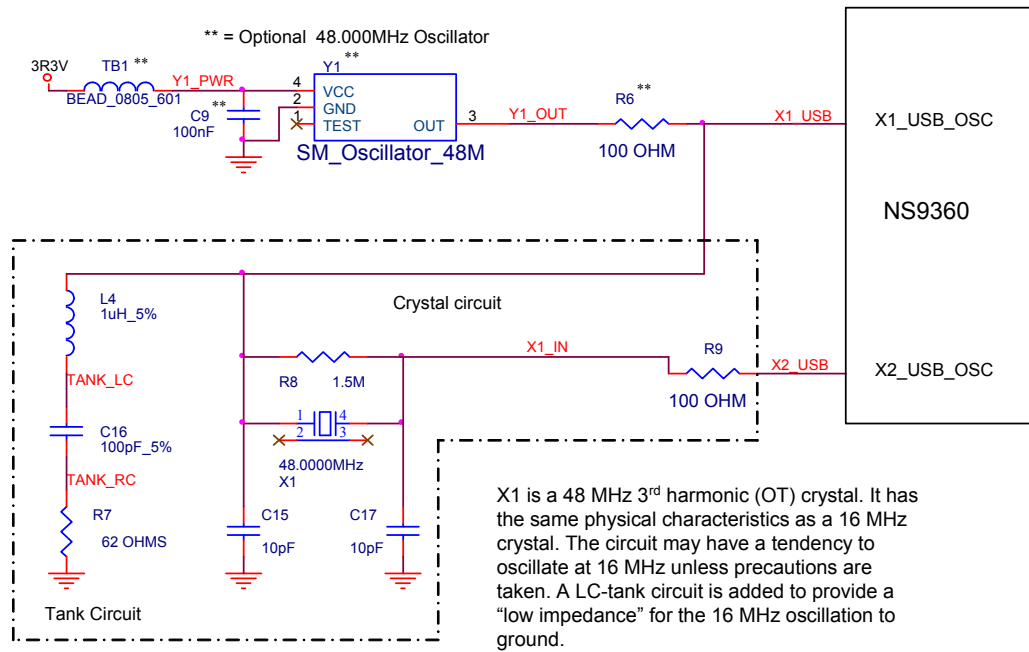 ** = Optional 48.000MHz Oscillator
3R3V
TB1 **
BEAD_0805_601
Y1_PWR
C9 **
100nF
Y1
**
4
2
1
VCC
GND
TEST
OUT
3
SM_Oscillator_48M
Y1_OUT
R6 **
100 OHM
X1_USB
X1_USB_OSC
NS9360
X2_USB_OSC
Crystal circuit
L4
1uH_5%
TANK_LC
C16
100pF_5%
TANK_RC
R7
62 OHMS
Tank Circuit
R8
1.5M
1
2
4
3
48.0000MHz
X1
C15
10pF
C17
10pF
X1_IN
R9
100 OHM
X2_USB
X1 is a 48 MHz 3rd harmonic (OT) crystal. It has
the same physical characteristics as a 16 MHz
crystal. The circuit may have a tendency to
oscillate at 16 MHz unless precautions are
taken. A LC-tank circuit is added to provide a
“low impedance” for the 16 MHz oscillation to
ground.